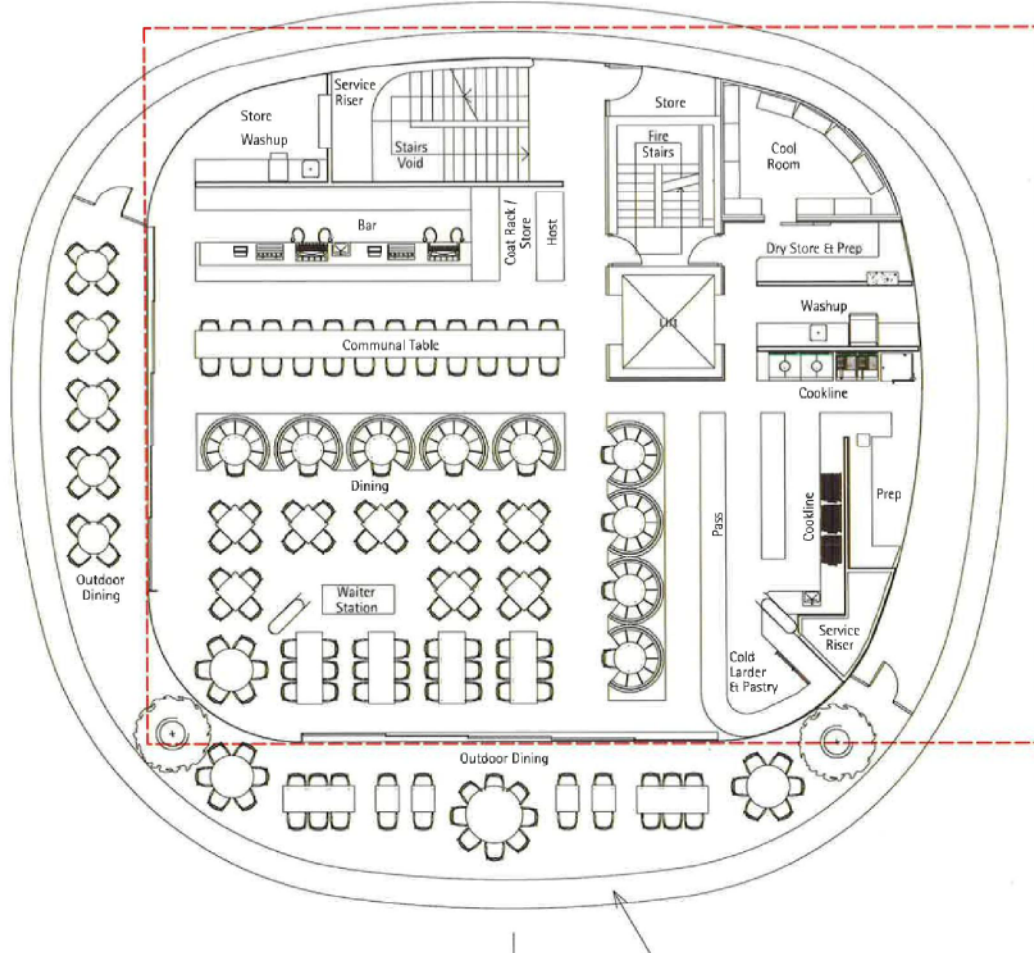 Service
Riser
Store
Washup
Stairs
Void
Store
Fire
Stairs
Cool
Room
Bar
Coat Rack /
Store
Host
Dry Store & Prep
Washup
Lift
Communal Table
Cookline
Dining
Pass
Cookline
Prep
Outdoor
Dining
Waiter
Station
Service
Riser
Cold
Larder
& Pastry
Outdoor Dining